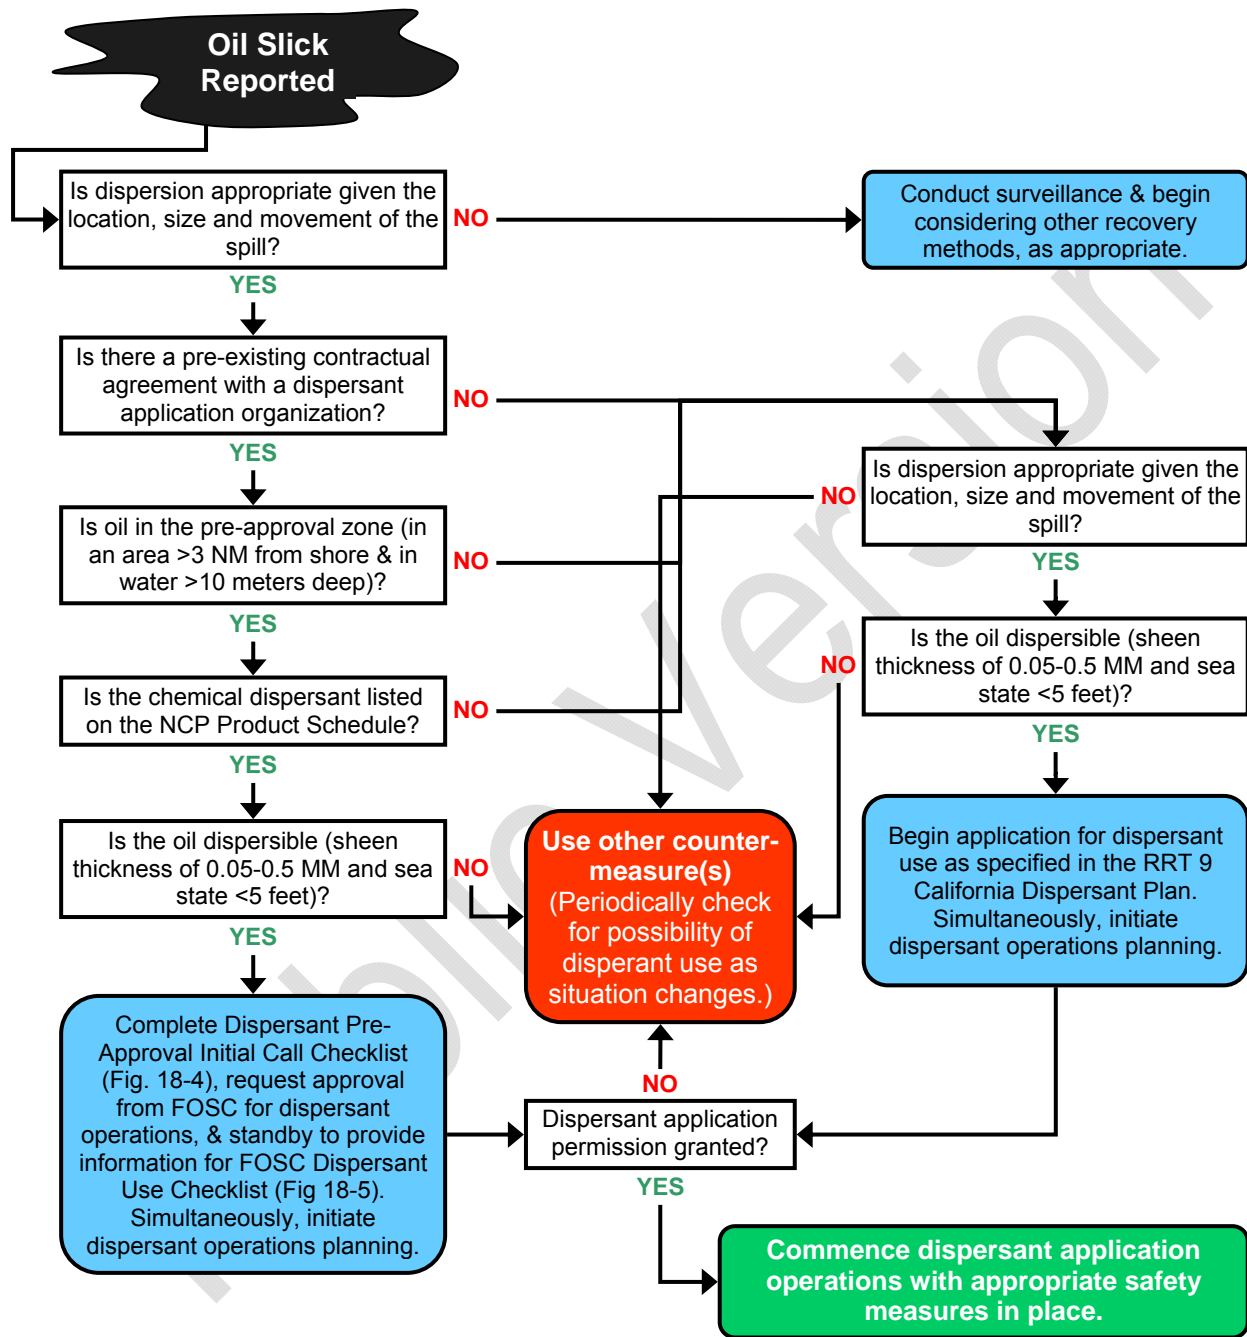 Oil Slick
Reported
Is dispersion appropriate given the
location, size and movement of the
spill?
NO
Conduct surveillance & begin
considering other recovery
methods, as appropriate.
YES
Is there a pre-existing contractual
agreement with a dispersant
application organization?
NO
YES
Is oil in the pre-approval zone (in
an area >3 NM from shore & in
water >10 meters deep)?
NO
YES
Is the chemical dispersant listed
on the NCP Product Schedule?
NO
YES
Is the oil dispersible (sheen
thickness of 0.05-0.5 MM and sea
state <5 feet)?
NO
YES
Complete Dispersant Pre-
Approval Initial Call Checklist
(Fig. 18-4), request approval
from FOSC for dispersant
operations, & standby to provide
information for FOSC Dispersant
Use Checklist (Fig 18-5).
Simultaneously, initiate
dispersant operations planning.
Is dispersion appropriate given the
location, size and movement of the
spill?
NO
YES
Is the oil dispersible (sheen
thickness of 0.05-0.5 MM and sea
state <5 feet)?
NO
YES
Begin application for dispersant
use as specified in the RRT 9
California Dispersant Plan.
Simultaneously, initiate
dispersant operations planning.
Use other counter-
measure(s)
(Periodically check
for possibility of
disperant use as
situation changes.)
NO
Dispersant application
permission granted?
YES
Commence dispersant application
operations with appropriate safety
measures in place.
Public Version